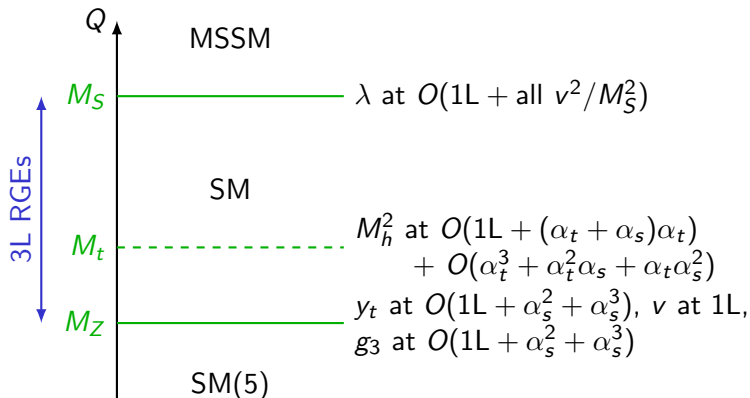 Q
MSSM
M_S
λ at O(1L + all v²/M_S²)
3L RGEs
SM
M_t
M_h² at O(1L + (α_t + α_s)α_t)
+ O(α_t³ + α_t²α_s + α_tα_s²)
M_Z
y_t at O(1L + α_s² + α_s³), v at 1L,
g₃ at O(1L + α_s² + α_s³)
SM(5)